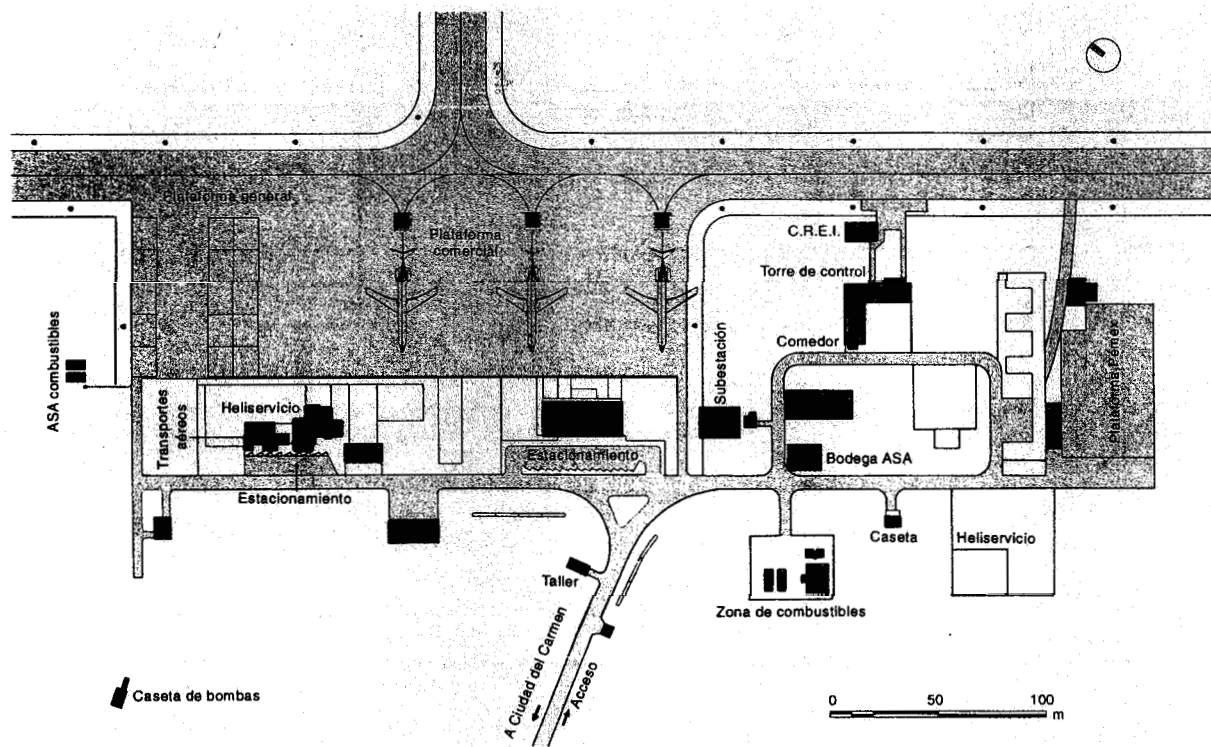 Plataforma general
Plataforma
comercial
C.R.E.I.
Torre de control
Comedor
Subestación
Plataforma Pemex
ASA combustibles
Transportes
aéreos
Heliservicio
Estacionamiento
Estacionamiento
Bodega ASA
Caseta
Heliservicio
Taller
Zona de combustibles
A Ciudad del Carmen
Acceso
Caseta de bombas
0 50 100
m